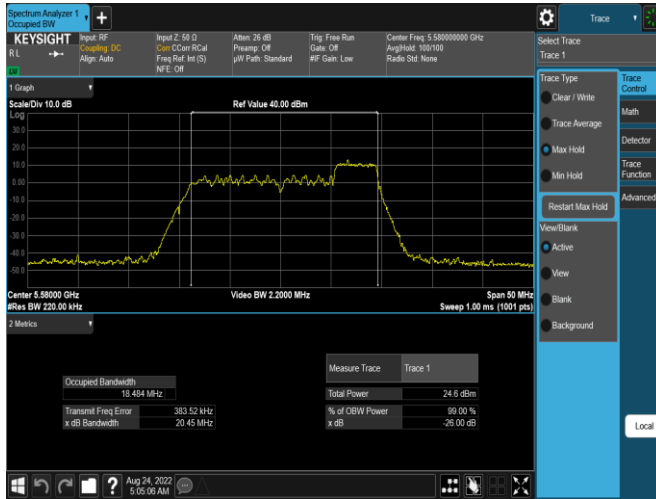 Spectrum Analyzer 1
Occupied BW
+
Trace
KEYSIGHT
R L
LV
Input: RF
Coupling: DC
Align: Auto
Input Z: 50 Ω
Corr CCorr RCal
Freq Ref: Int (S)
NFE: Off
Atten: 26 dB
Preamp: Off
µW Path: Standard
Trig: Free Run
Gate: Off
#IF Gain: Low
Center Freq: 5.580000000 GHz
Avg|Hold: 100/100
Radio Std: None
Select Trace
Trace 1
1 Graph
Scale/Div 10.0 dB
Ref Value 40.00 dBm
Log
30.0
20.0
10.0
0.00
-10.0
-20.0
-30.0
-40.0
-50.0
Center 5.58000 GHz
#Res BW 220.00 kHz
Video BW 2.2000 MHz
Span 50 MHz
Sweep 1.00 ms (1001 pts)
2 Metrics
Measure Trace
Trace 1
Occupied Bandwidth
18.484 MHz
Total Power
24.6 dBm
Transmit Freq Error
383.52 kHz
% of OBW Power
99.00 %
x dB Bandwidth
20.45 MHz
x dB
-26.00 dB
Trace Type
Clear / Write
Trace Average
Max Hold
Min Hold
Restart Max Hold
View/Blank
Active
View
Blank
Background
Trace
Control
Math
Detector
Trace
Function
Advanced
Local
?
Aug 24, 2022
5:05:06 AM